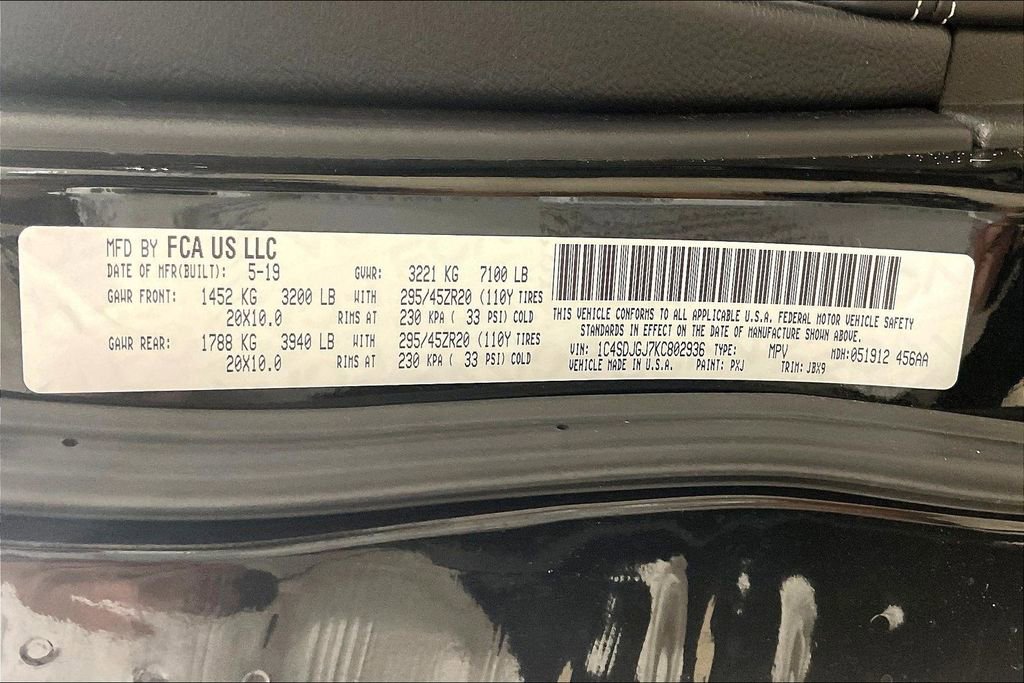 MFD BY FCA US LLC
DATE OF MFR(BUILT): 5-19 GVWR: 3221 KG 7100 LB
GAWR FRONT: 1452 KG 3200 LB WITH 295/45ZR20 (110Y TIRES
20X10.0 RIMS AT 230 KPA ( 33 PSI) COLD
GAWR REAR: 1788 KG 3940 LB WITH 295/45ZR20 (110Y TIRES
20X10.0 RIMS AT 230 KPA ( 33 PSI) COLD
THIS VEHICLE CONFORMS TO ALL APPLICABLE U.S.A. FEDERAL MOTOR VEHICLE SAFETY
STANDARDS IN EFFECT ON THE DATE OF MANUFACTURE SHOWN ABOVE.
VIN: 1C4SDJGJ7KC802936 TYPE: MPV MDH:051912 456AA
VEHICLE MADE IN U.S.A. PAINT: PXJ TRIM: JBX9